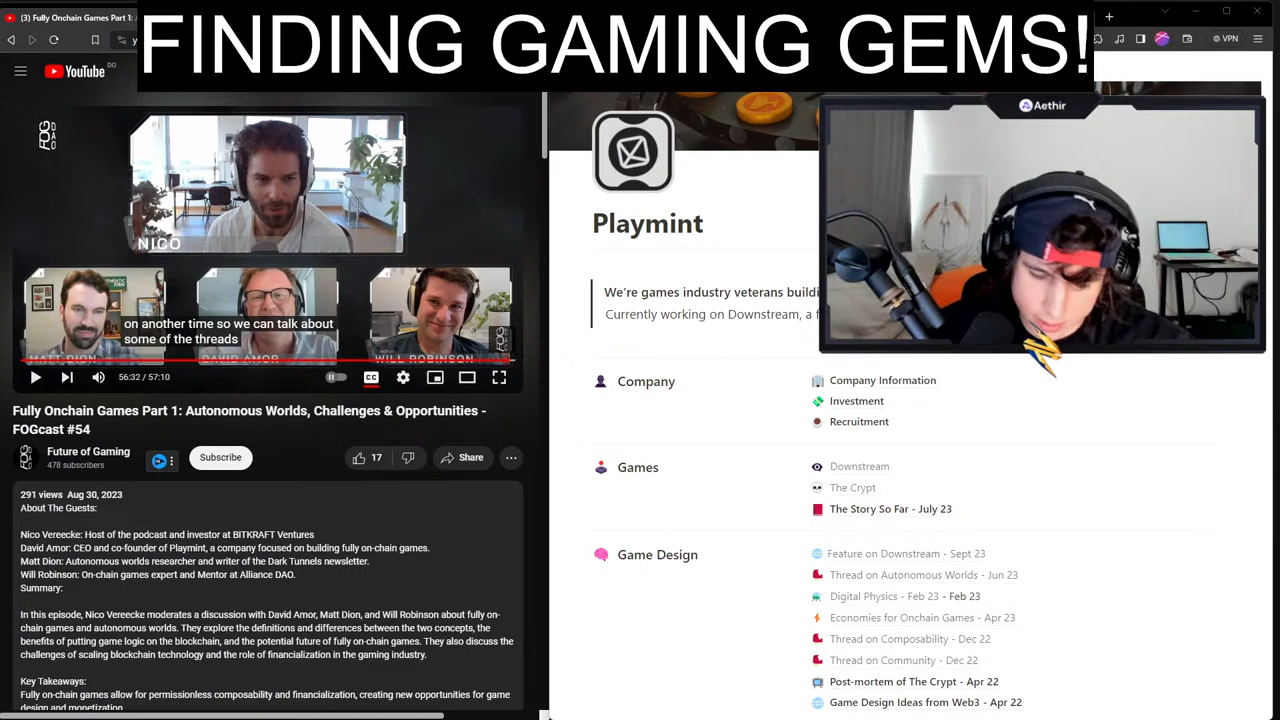 FINDING GAMING GEMS!
(3) Fully Onchain Games Part 1:
VPN
YouTube
DO
FOG
DAO
NICO
on another time so we can talk about
some of the threads
MATT DION
DAVID AMOR
WILL ROBINSON
56:32 / 57:10
CC
Fully Onchain Games Part 1: Autonomous Worlds, Challenges & Opportunities -
FOGcast #54
Future of Gaming
478 subscribers
Subscribe
17
Share
291 views Aug 30, 2023
About The Guests:
Nico Vereecke: Host of the podcast and investor at BITKRAFT Ventures
David Amor: CEO and co-founder of Playmint, a company focused on building fully on-chain games.
Matt Dion: Autonomous worlds researcher and writer of the Dark Tunnels newsletter.
Will Robinson: On-chain games expert and Mentor at Alliance DAO.
Summary:
In this episode, Nico Vereecke moderates a discussion with David Amor, Matt Dion, and Will Robinson about fully on-
chain games and autonomous worlds. They explore the definitions and differences between the two concepts, the
benefits of putting game logic on the blockchain, and the potential future of fully on-chain games. They also discuss the
challenges of scaling blockchain technology and the role of financialization in the gaming industry.
Key Takeaways:
Fully on-chain games allow for permissionless composability and financialization, creating new opportunities for game
design and monetization
Aethir
Playmint
We're games industry veterans buildi
Currently working on Downstream, a f
Company
Company Information
Investment
Recruitment
Games
Downstream
The Crypt
The Story So Far - July 23
Game Design
Feature on Downstream - Sept 23
Thread on Autonomous Worlds - Jun 23
Digital Physics - Feb 23 - Feb 23
Economies for Onchain Games - Apr 23
Thread on Composability - Dec 22
Thread on Community - Dec 22
Post-mortem of The Crypt - Apr 22
Game Design Ideas from Web3 - Apr 22